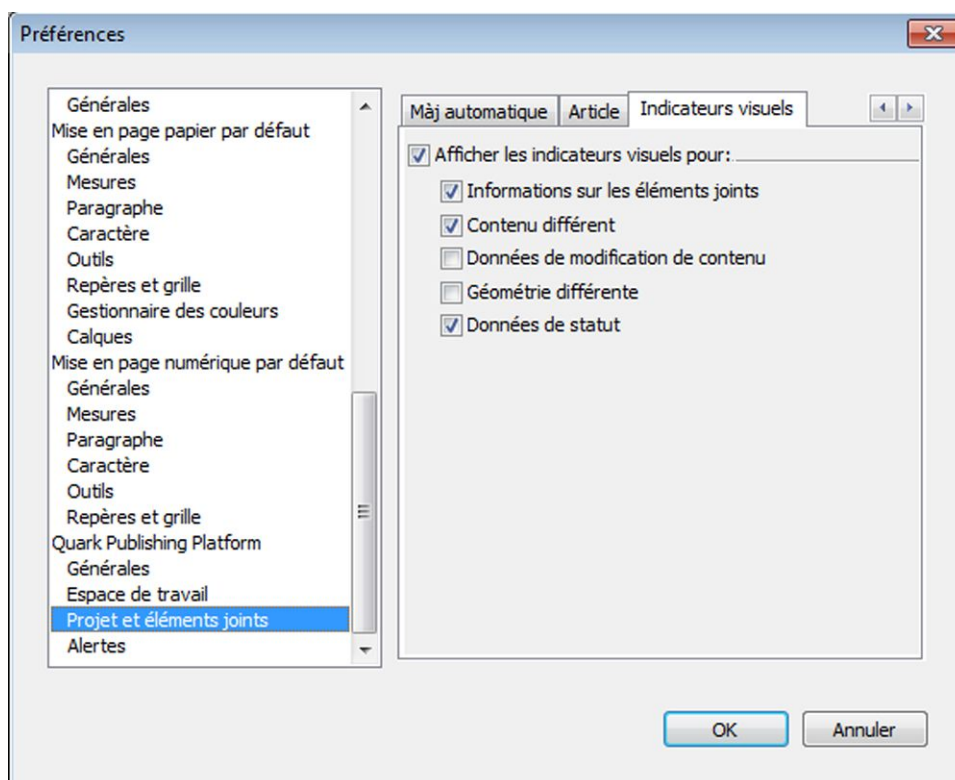 Préférences
Générales
Mise en page papier par défaut
Générales
Mesures
Paragraphe
Caractère
Outils
Repères et grille
Gestionnaire des couleurs
Calques
Mise en page numérique par défaut
Générales
Mesures
Paragraphe
Caractère
Outils
Repères et grille
Quark Publishing Platform
Générales
Espace de travail
Projet et éléments joints
Alertes
Màj automatique Article Indicateurs visuels
Afficher les indicateurs visuels pour:
Informations sur les éléments joints
Contenu différent
Données de modification de contenu
Géométrie différente
Données de statut
OK Annuler